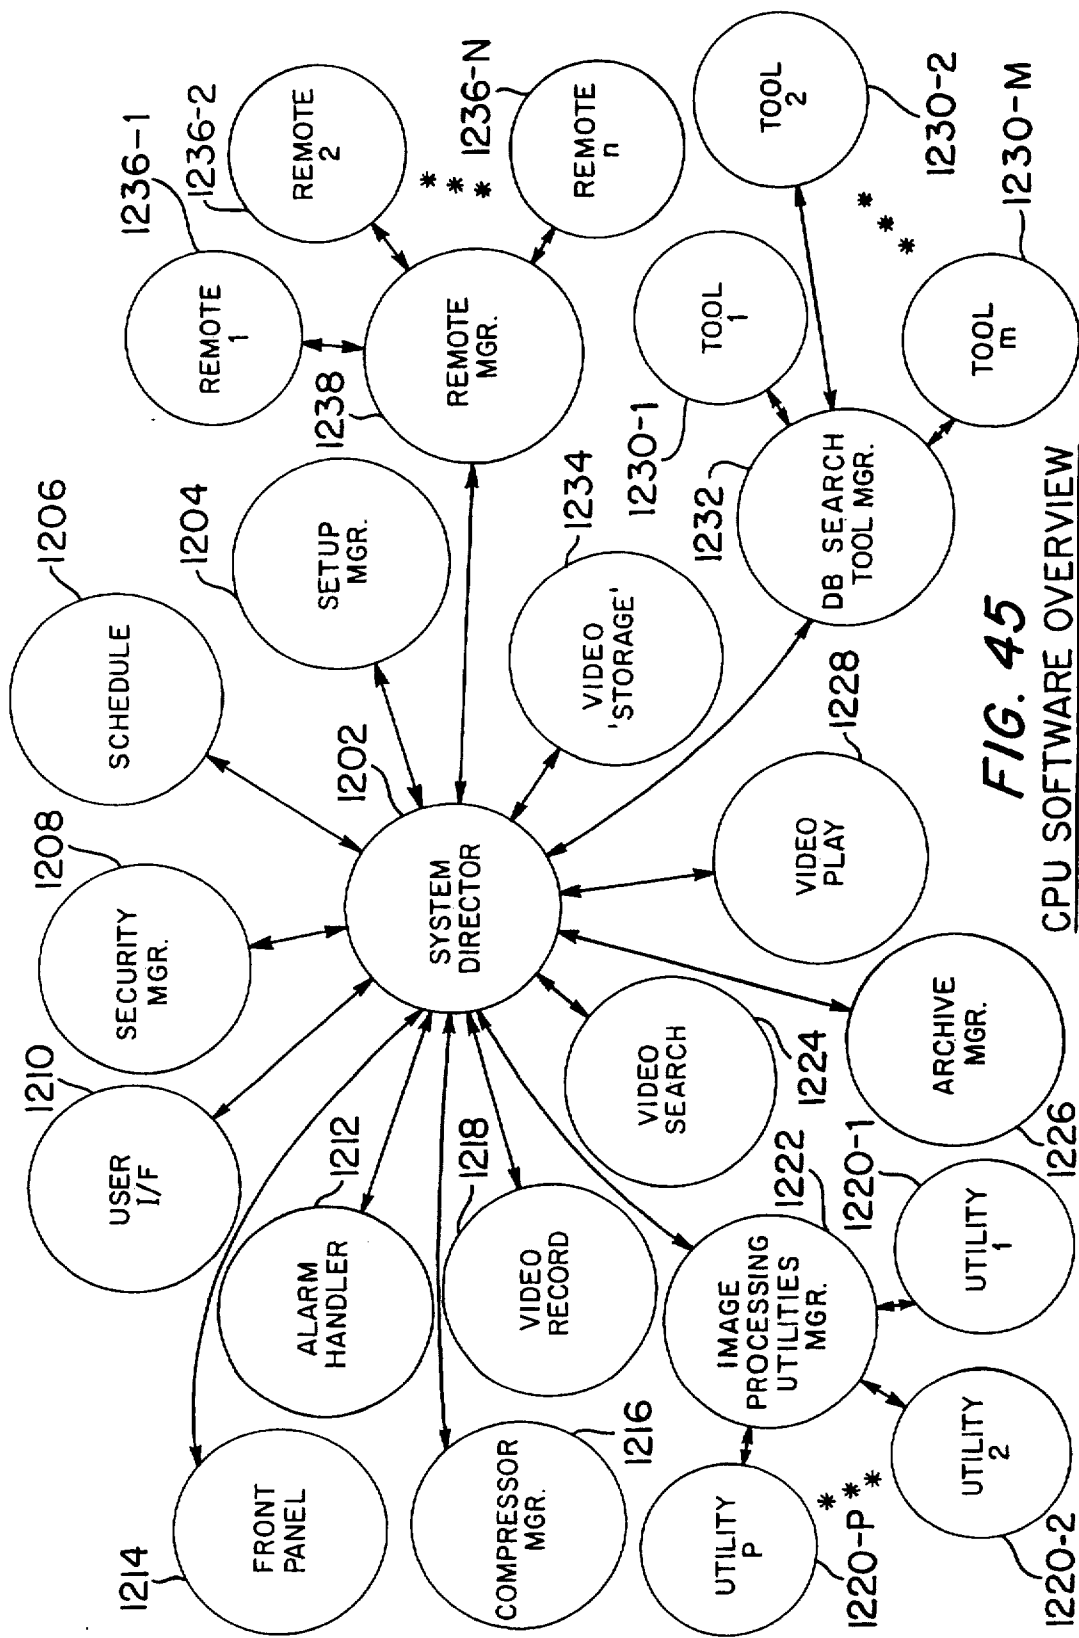 1214
FRONT
PANEL
1210
USER
I/F
1208
SECURITY
MGR.
1206
SCHEDULE
1204
SETUP
MGR.
1236-1
REMOTE
1
1236-2
REMOTE
2
* * *
1236-N
REMOTE
n
1238
REMOTE
MGR.
1212
ALARM
HANDLER
1202
SYSTEM
DIRECTOR
1216
COMPRESSOR
MGR.
1218
VIDEO
RECORD
1234
VIDEO
'STORAGE'
1230-1
TOOL
1
TOOL
2
1230-2
* * *
TOOL
m
1230-M
1232
DB SEARCH
TOOL MGR.
VIDEO
SEARCH
1224
VIDEO
PLAY
1228
1222
IMAGE
PROCESSING
UTILITIES
MGR.
UTILITY
P
1220-P
* * *
UTILITY
2
1220-2
1220-1
UTILITY
1
ARCHIVE
MGR.
1226
FIG. 45
CPU SOFTWARE OVERVIEW